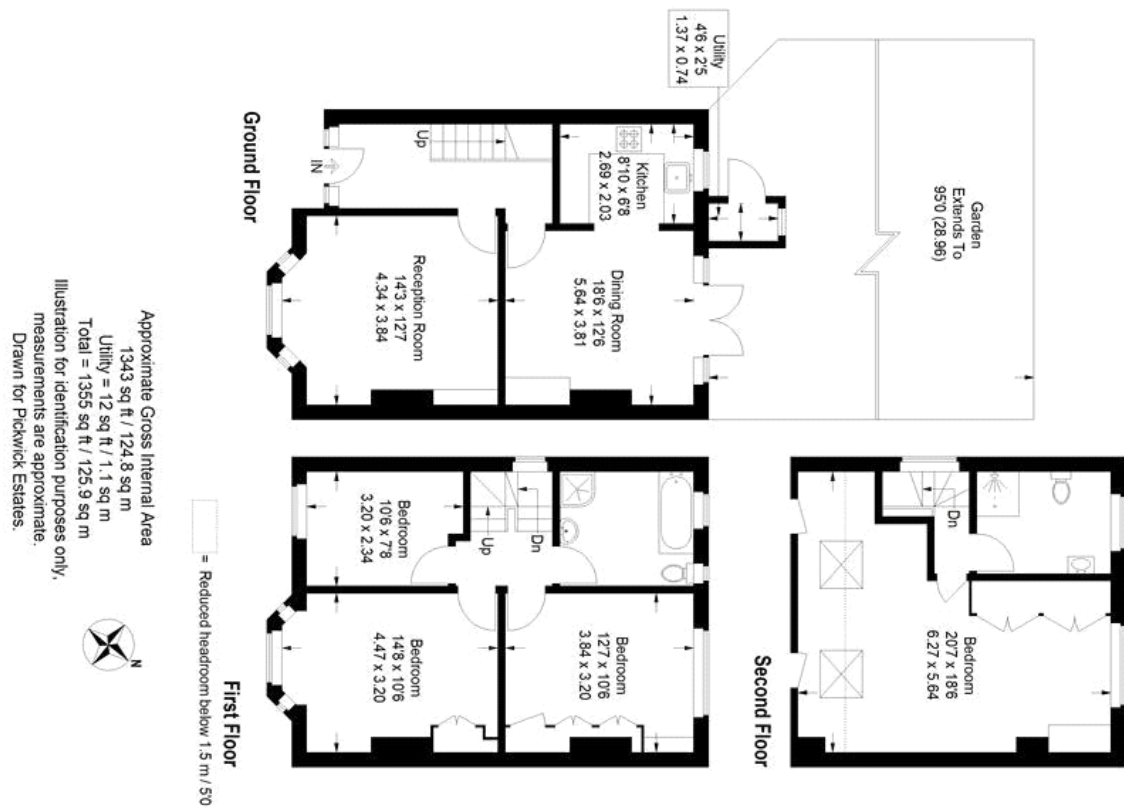 Utility
4'6 x 2'5
1.37 x 0.74
Garden
Extends To
95'0 (28.96)
Kitchen
8'10 x 6'8
2.69 x 2.03
Up
IN
Dining Room
18'6 x 12'6
5.64 x 3.81
Reception Room
14'3 x 12'7
4.34 x 3.84
Ground Floor
Bedroom
10'6 x 7'8
3.20 x 2.34
Up
Dn
Bedroom
14'8 x 10'6
4.47 x 3.20
Bedroom
12'7 x 10'6
3.84 x 3.20
First Floor
Dn
Bedroom
20'7 x 18'6
6.27 x 5.64
Second Floor
= Reduced headroom below 1.5 m / 5'0
N
Approximate Gross Internal Area
1343 sq ft / 124.8 sq m
Utility = 12 sq ft / 1.1 sq m
Total = 1355 sq ft / 125.9 sq m
Illustration for identification purposes only,
measurements are approximate.
Drawn for Pickwick Estates.